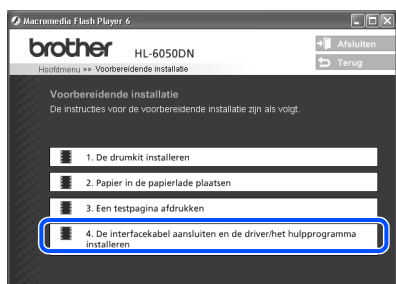 Macromedia Flash Player 6
brother HL-6050DN
Afsluiten
Hoofdmenu »» Voorbereidende installatie
Terug
Voorbereidende installatie
De instructies voor de voorbereidende installatie zijn als volgt.
1. De drumkit installeren
2. Papier in de papierlade plaatsen
3. Een testpagina afdrukken
4. De interfacekabel aansluiten en de driver/het hulpprogramma
installeren